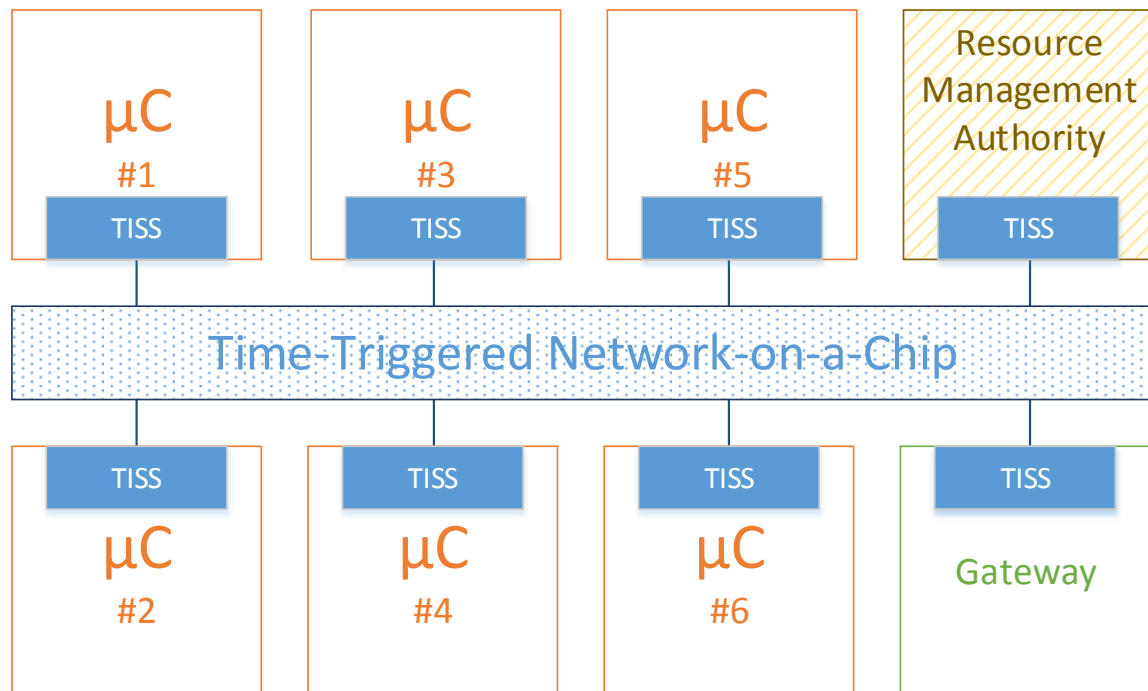 μC
#1
TISS
μC
#3
TISS
μC
#5
TISS
Resource
Management
Authority
TISS
Time-Triggered Network-on-a-Chip
TISS
μC
#2
TISS
μC
#4
TISS
μC
#6
TISS
Gateway